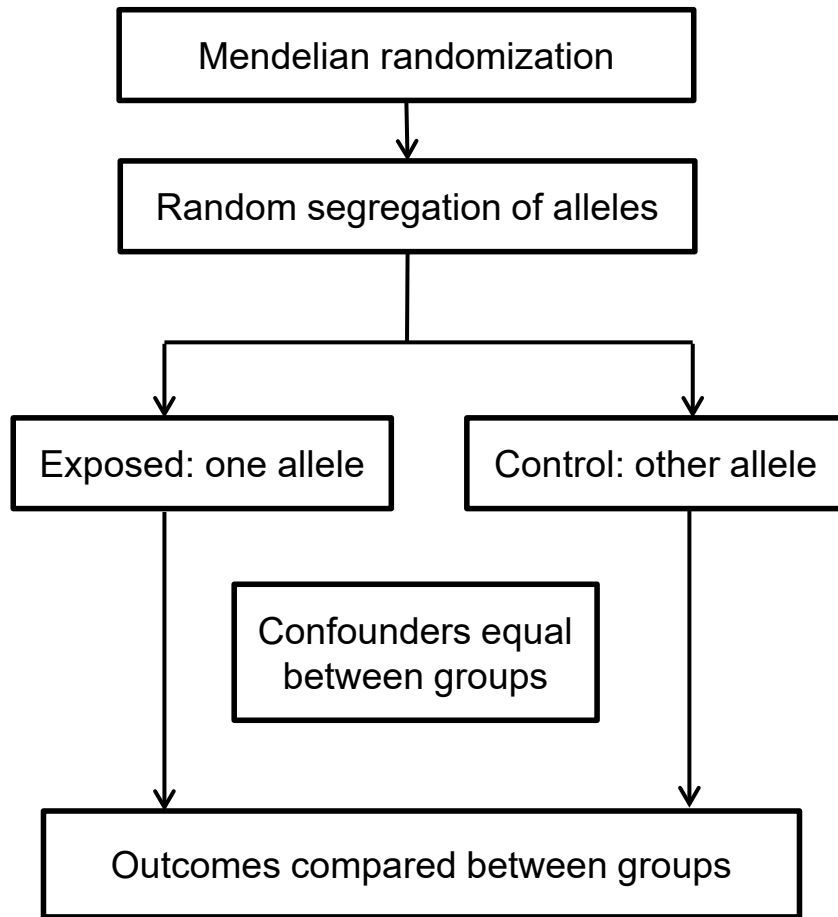 Mendelian randomization
Random segregation of alleles
Exposed: one allele
Control: other allele
Confounders equal
between groups
Outcomes compared between groups